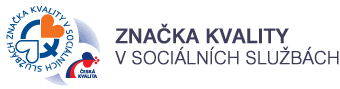 ZNAČKA KVALITY V SOCIÁLNÍCH SLUŽBÁCH
ČESKÁ
KVALITA
ZNAČKA KVALITY
V SOCIÁLNÍCH SLUŽBÁCH